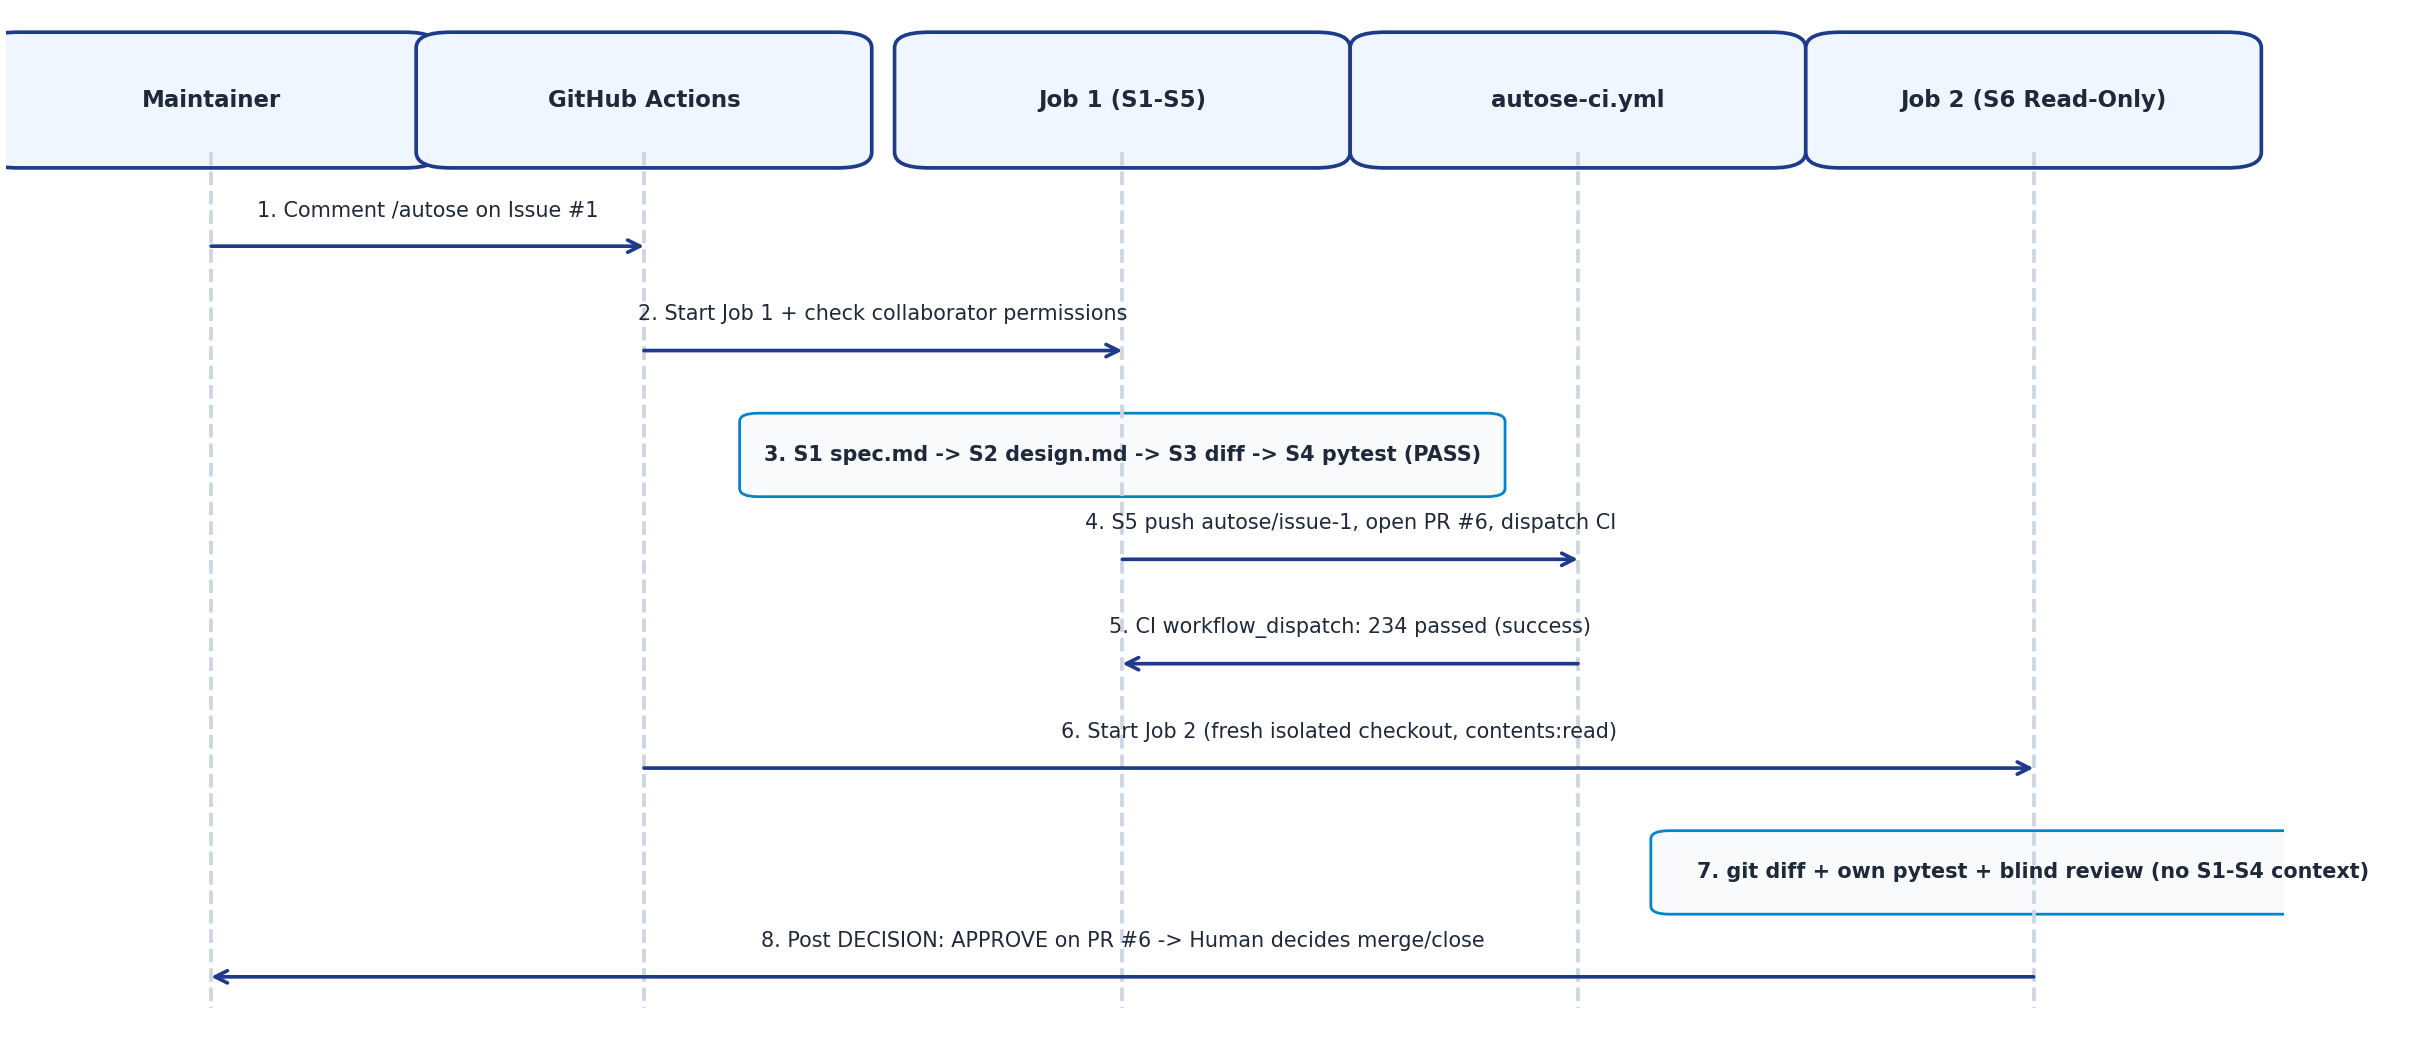 Maintainer
GitHub Actions
Job 1 (S1-S5)
autose-ci.yml
Job 2 (S6 Read-Only)
1. Comment /autose on Issue #1
2. Start Job 1 + check collaborator permissions
3. S1 spec.md -> S2 design.md -> S3 diff -> S4 pytest (PASS)
4. S5 push autose/issue-1, open PR #6, dispatch CI
5. CI workflow_dispatch: 234 passed (success)
6. Start Job 2 (fresh isolated checkout, contents:read)
7. git diff + own pytest + blind review (no S1-S4 context)
8. Post DECISION: APPROVE on PR #6 -> Human decides merge/close